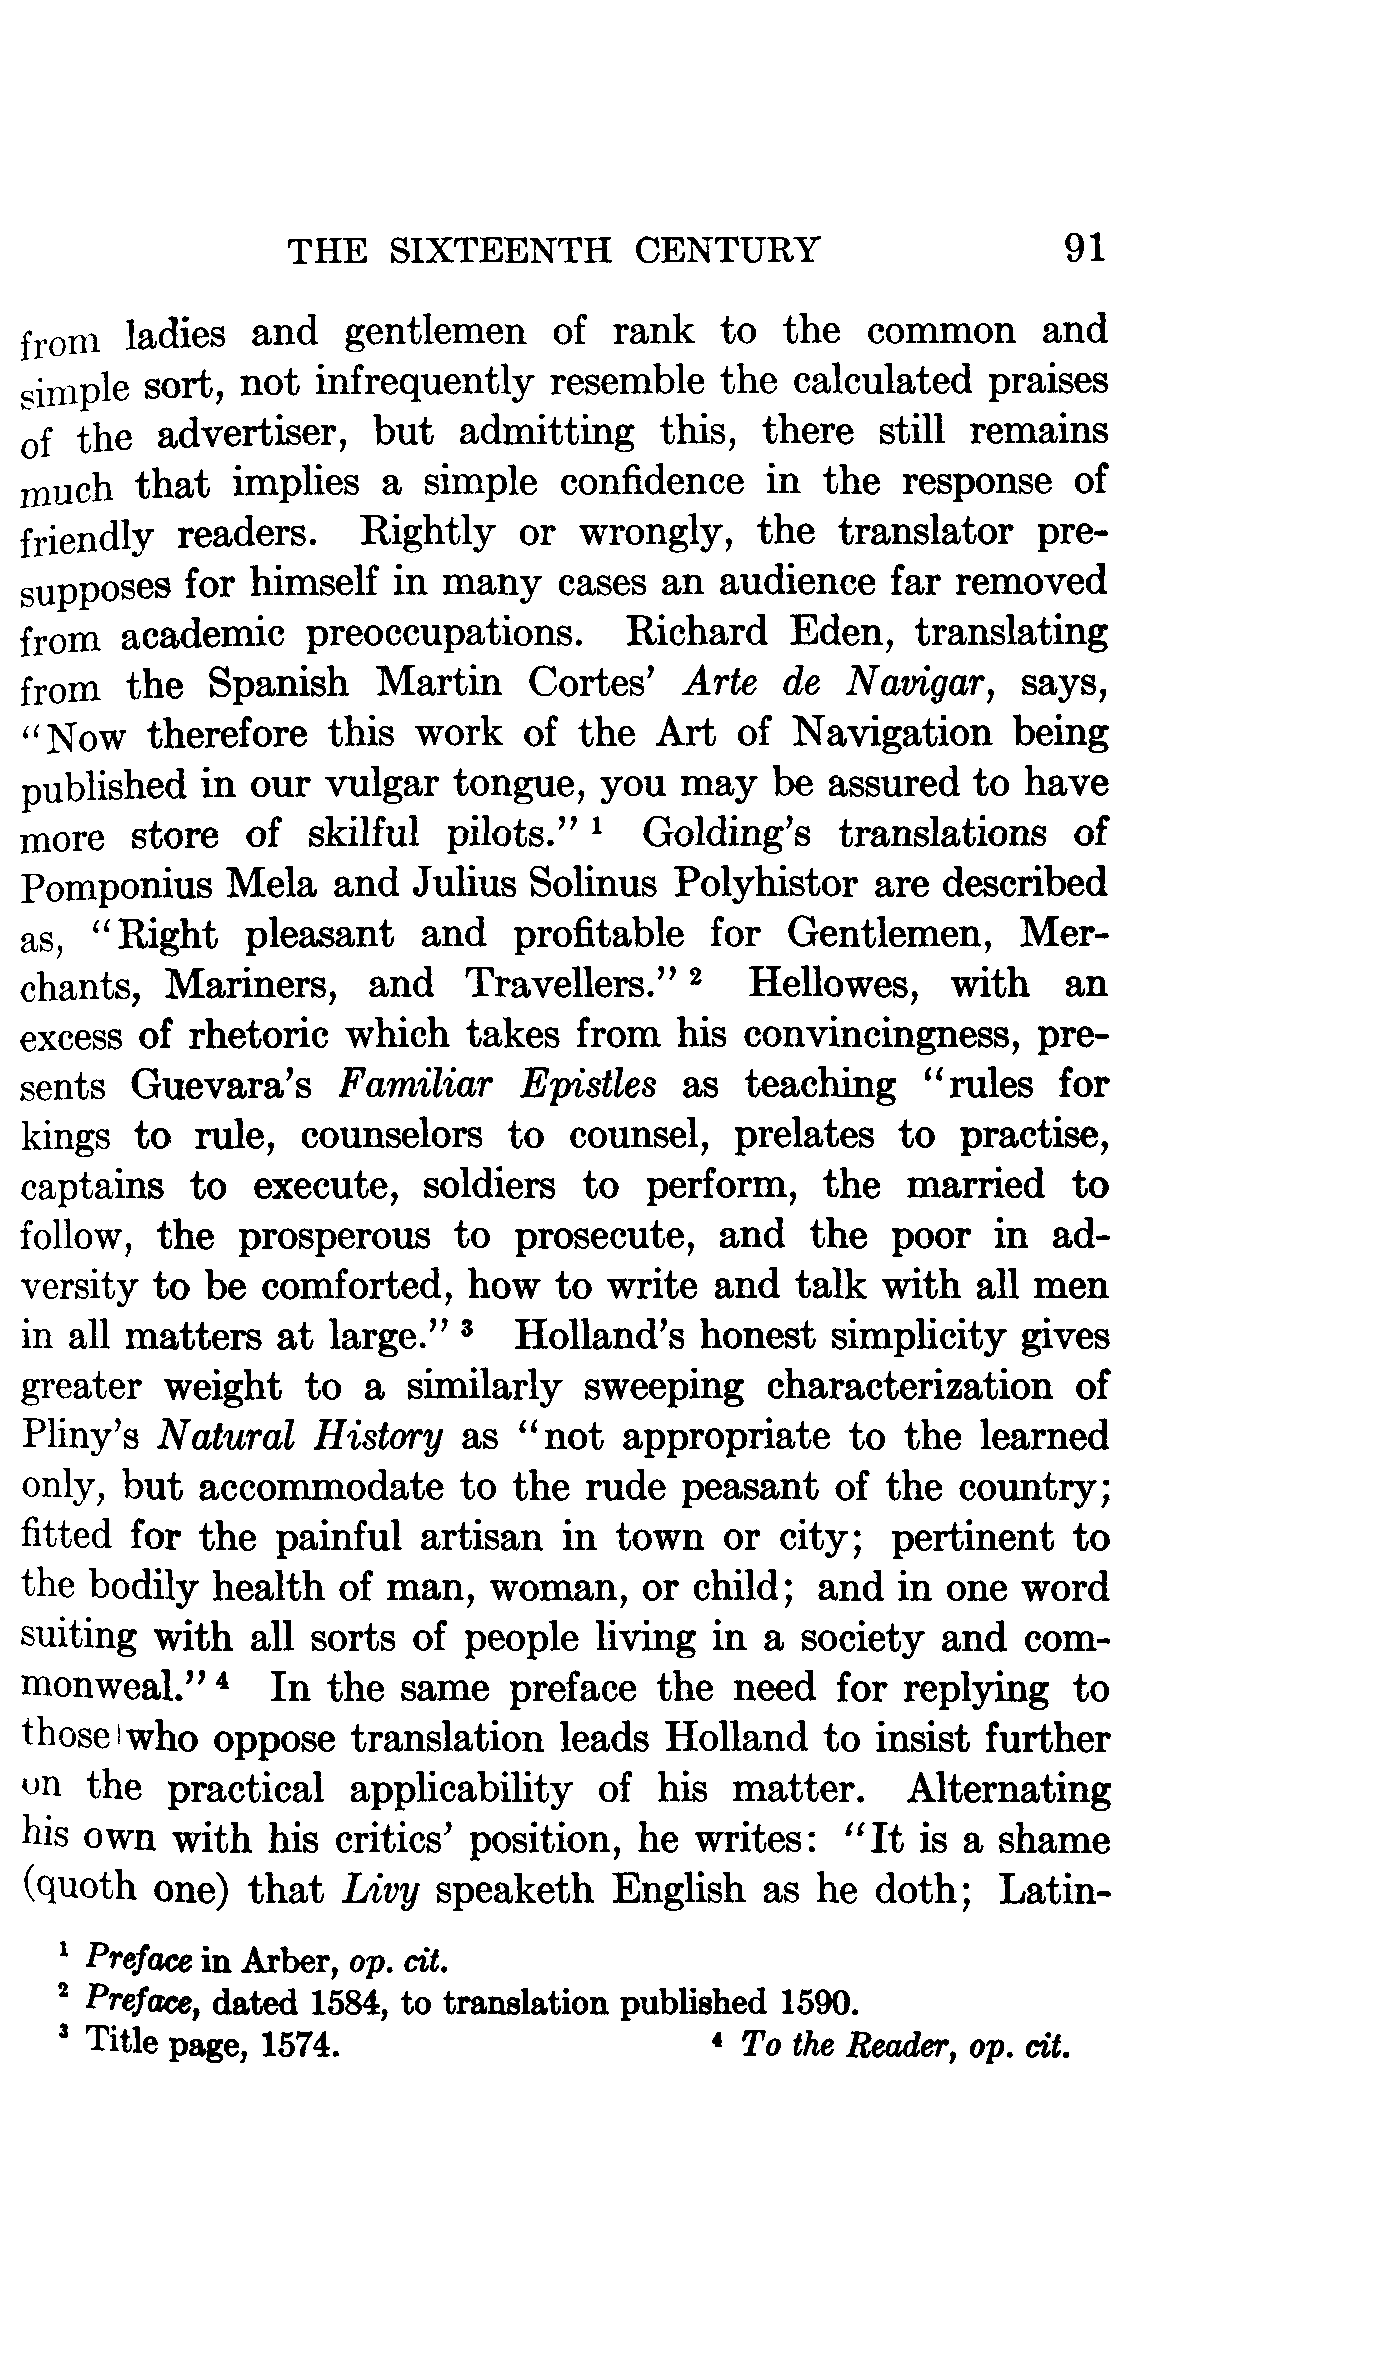 THE SIXTEENTH CENTURY 91
from ladies and gentlemen of rank to the common and
simple sort, not infrequently resemble the calculated praises
of the advertiser, but admitting this, there still remains
much that implies a simple confidence in the response of
friendly readers. Rightly or wrongly, the translator pre-
supposes for himself in many cases an audience far removed
from academic preoccupations. Richard Eden, translating
from the Spanish Martin Cortes' Arte de Navigar, says,
"Now therefore this work of the Art of Navigation being
published in our vulgar tongue, you may be assured to have
more store of skilful pilots." ¹ Golding's translations of
Pomponius Mela and Julius Solinus Polyhistor are described
as, "Right pleasant and profitable for Gentlemen, Mer-
chants, Mariners, and Travellers." ² Hellowes, with an
excess of rhetoric which takes from his convincingness, pre-
sents Guevara's Familiar Epistles as teaching "rules for
kings to rule, counselors to counsel, prelates to practise,
captains to execute, soldiers to perform, the married to
follow, the prosperous to prosecute, and the poor in ad-
versity to be comforted, how to write and talk with all men
in all matters at large." ³ Holland's honest simplicity gives
greater weight to a similarly sweeping characterization of
Pliny's Natural History as "not appropriate to the learned
only, but accommodate to the rude peasant of the country;
fitted for the painful artisan in town or city; pertinent to
the bodily health of man, woman, or child; and in one word
suiting with all sorts of people living in a society and com-
monweal." ⁴ In the same preface the need for replying to
those who oppose translation leads Holland to insist further
on the practical applicability of his matter. Alternating
his own with his critics' position, he writes: "It is a shame
(quoth one) that Livy speaketh English as he doth; Latin-
¹ Preface in Arber, op. cit.
² Preface, dated 1584, to translation published 1590.
³ Title page, 1574. ⁴ To the Reader, op. cit.